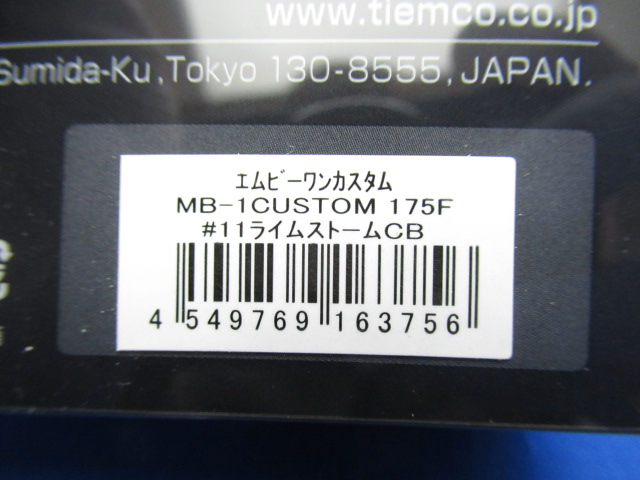 www.tiemco.co.jp
Sumida-Ku, Tokyo 130-8555, JAPAN.
ｴﾑﾋﾞｰﾜﾝｶｽﾀﾑ
MB-1CUSTOM 175F
#11ﾗｲﾑｽﾄｰﾑCB
4 549769 163756